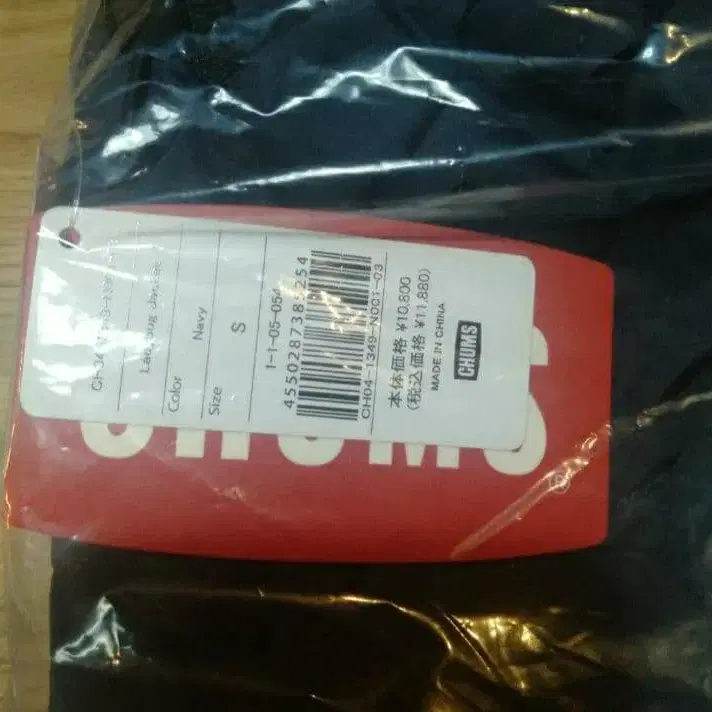 Color
Navy
Size
S
1-1-05-054
CH04-1349-N001-03
本体価格 ¥10,800
(税込価格 ¥11,880)
MADE IN CHINA
CHUMS
CHUMS
®